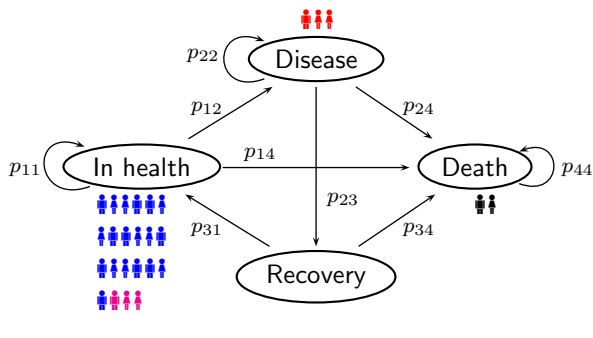 p22
Disease
p12
p24
p11
In health
p14
Death
p44
p23
p31
p34
Recovery